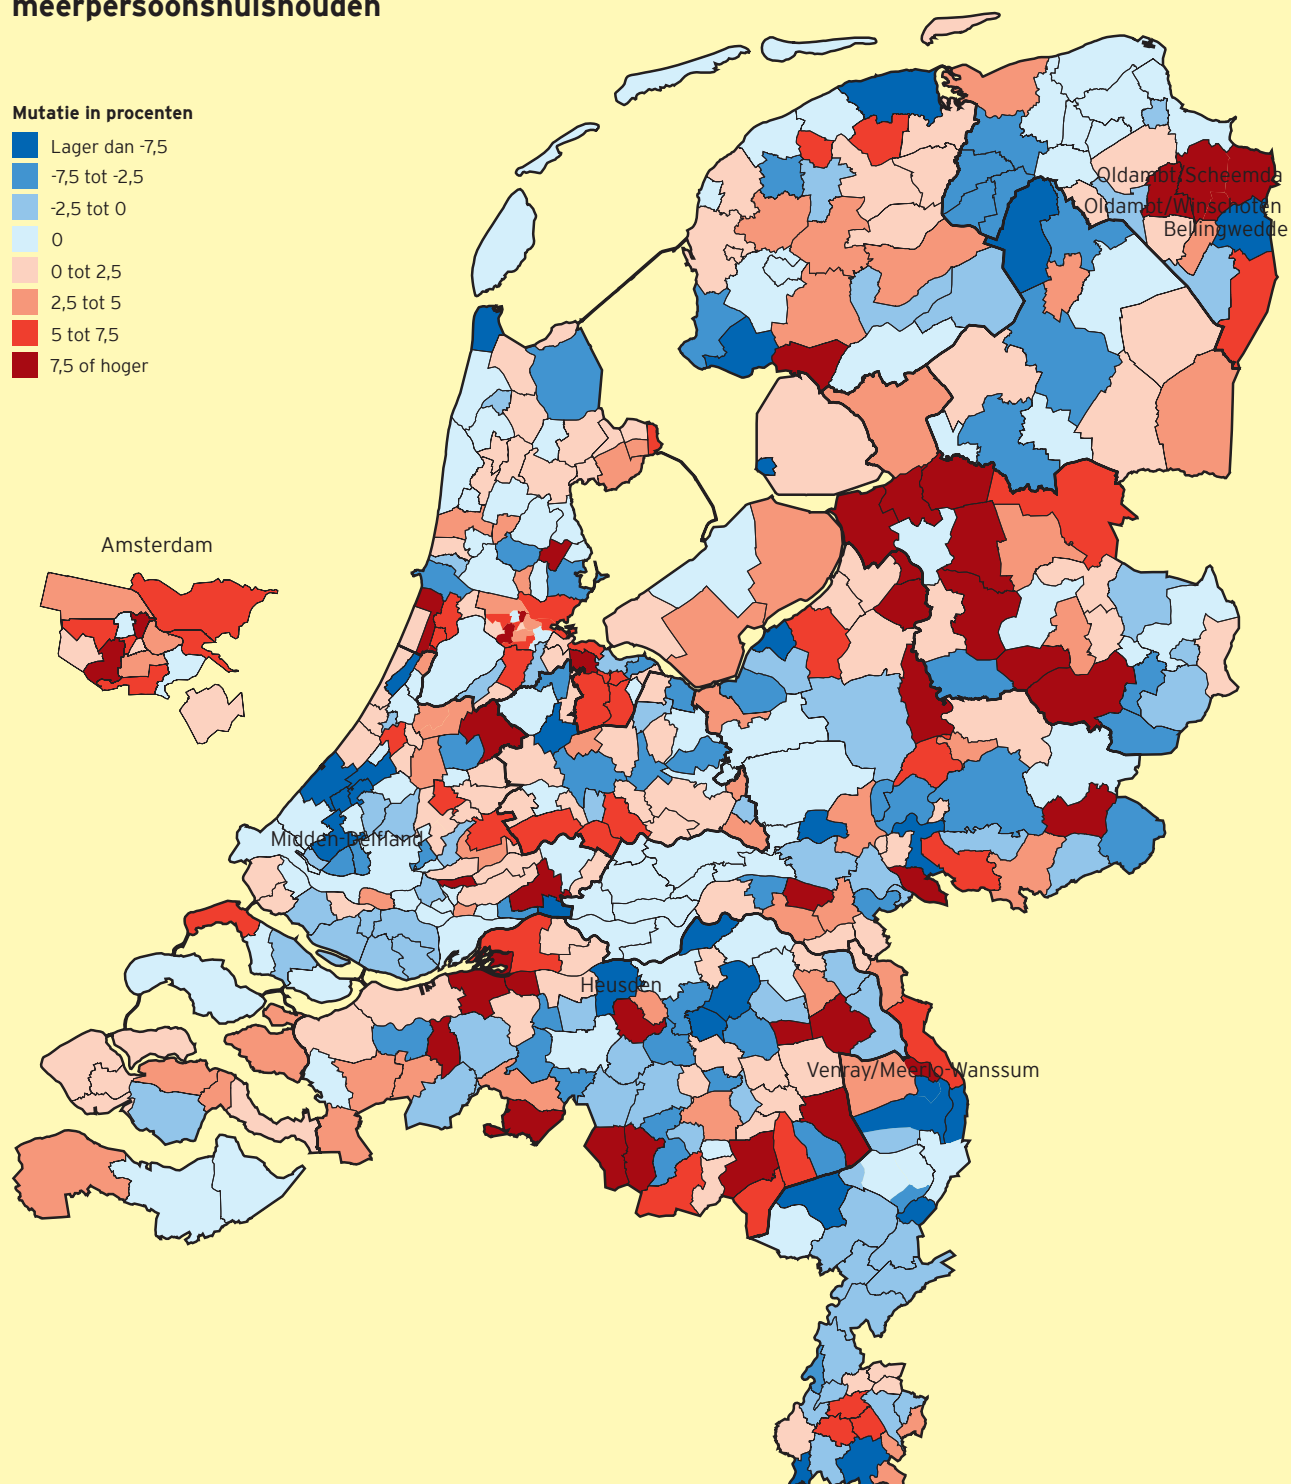 meerpersoonshuishouden
Mutatie in procenten
Lager dan -7,5
-7,5 tot -2,5
-2,5 tot 0
0
0 tot 2,5
2,5 tot 5
5 tot 7,5
7,5 of hoger
Oldambt/Scheemda
Oldambt/Winschoten
Bellingwedde
Amsterdam
Midden-Delfland
Heusden
Venray/Meerlo-Wanssum